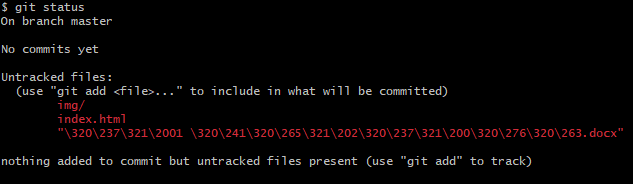 $ git status
On branch master
No commits yet
Untracked files:
(use "git add <file>..." to include in what will be committed)
img/
index.html
"\320\237\321\2001 \320\241\320\265\321\202\320\237\321\200\320\276\320\263.docx"
nothing added to commit but untracked files present (use "git add" to track)